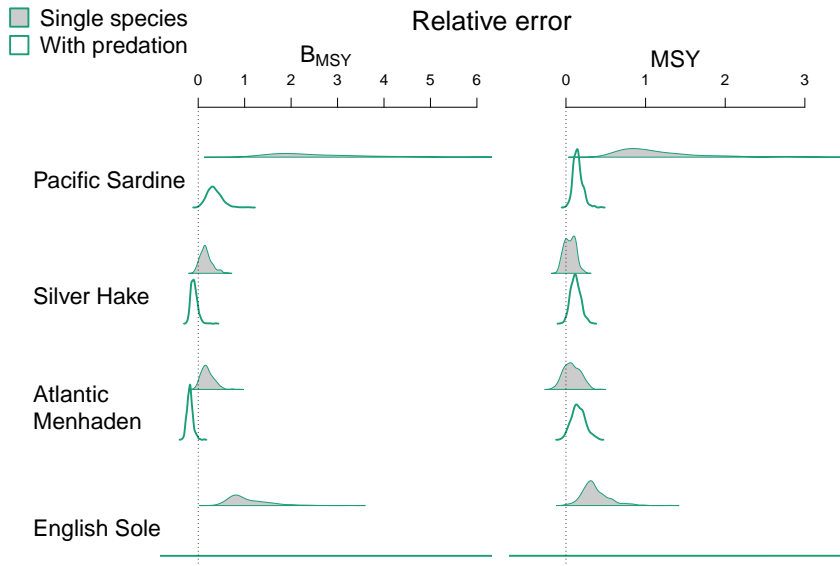 Single species
With predation
Relative error
BMSY
MSY
0 1 2 3 4 5 6
0 1 2 3
Pacific Sardine
Silver Hake
Atlantic
Menhaden
English Sole